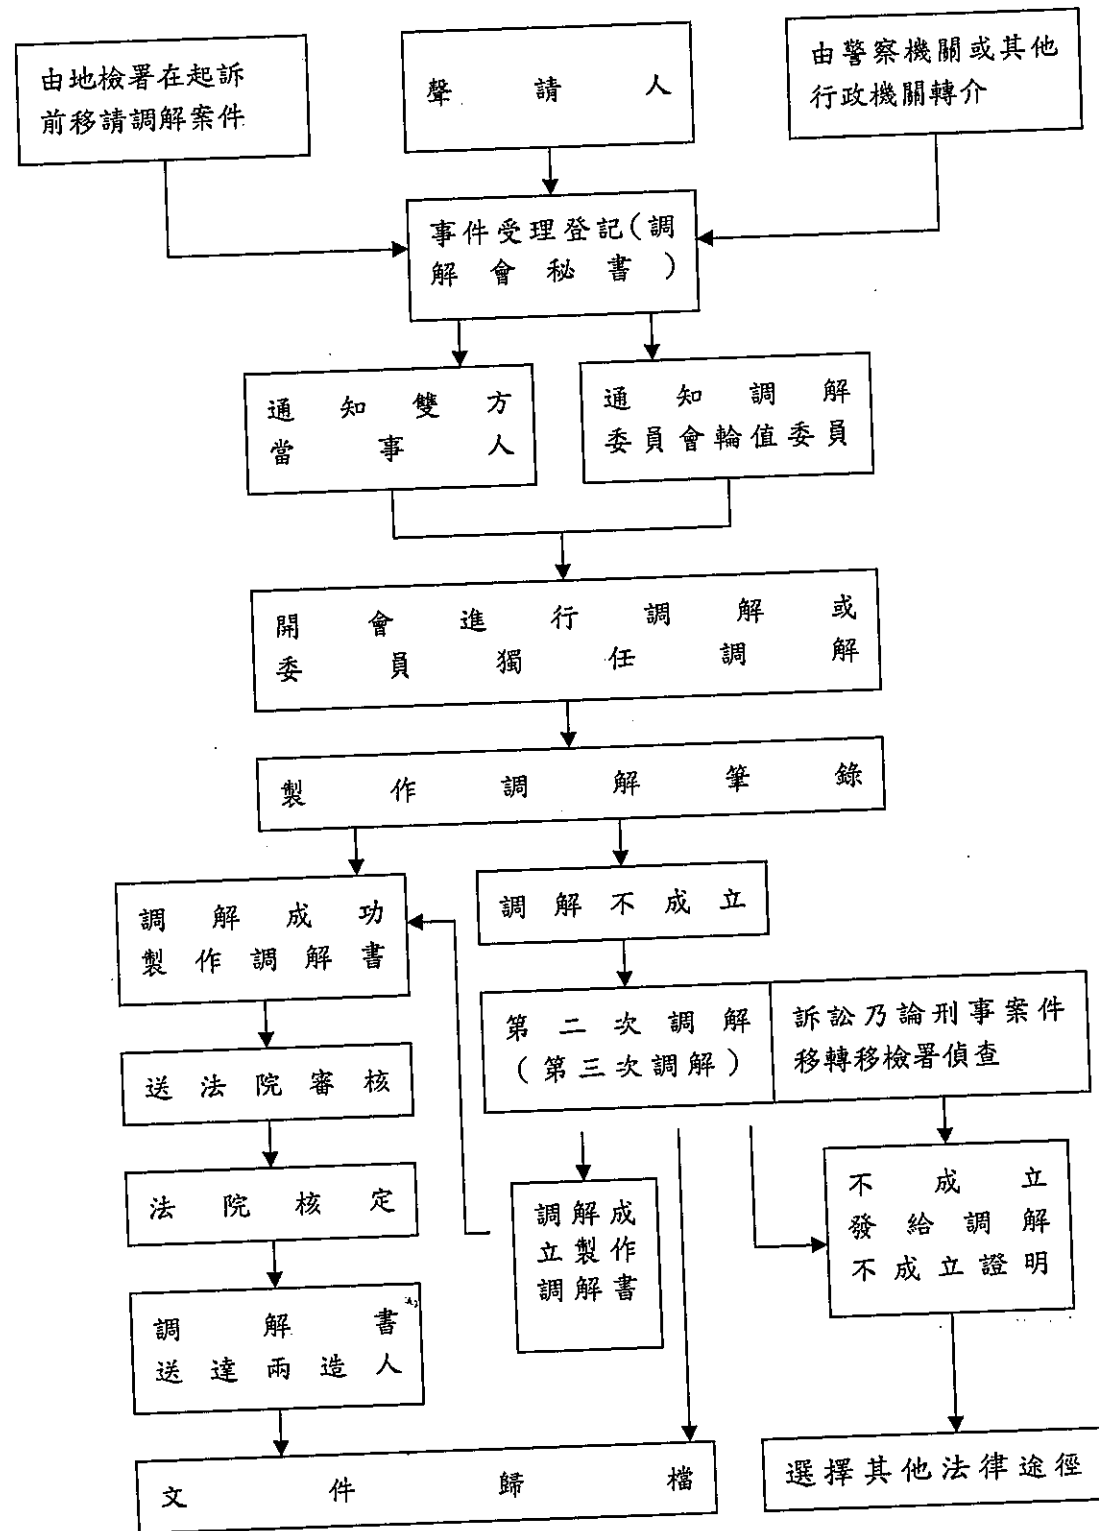 由地檢署在起訴
前移請調解案件
聲請人
由警察機關或其他
行政機關轉介
事件受理登記(調
解會秘書)
通知雙方
當事人
通知調解
委員會輪值委員
開會進行調解或
委員獨任調解
製作調解筆錄
調解成功
製作調解書
調解不成立
第二次調解
(第三次調解)
訴訟乃論刑事案件
移轉移檢署偵查
送法院審核
法院核定
調解成
立製作
調解書
不成立
發給調解
不成立證明
調解書
送達兩造人
文件歸檔
選擇其他法律途徑